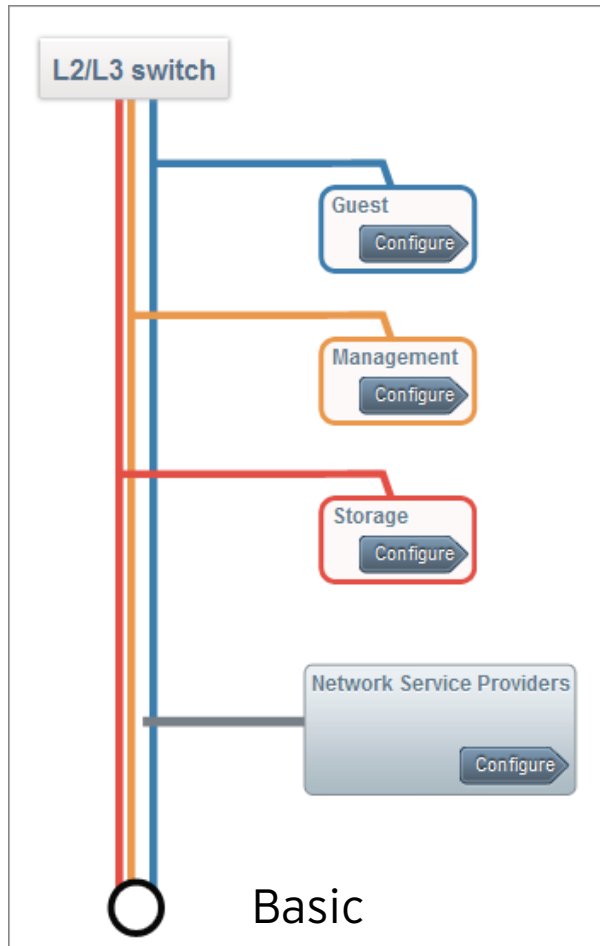 L2/L3 switch
Guest
Configure
Management
Configure
Storage
Configure
Network Service Providers
Configure
Basic